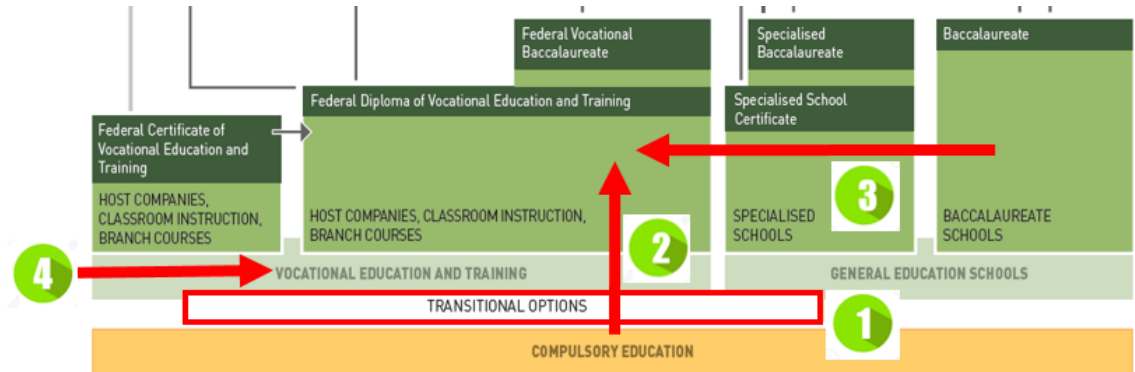 Federal Vocational
Baccalaureate
Specialised
Baccalaureate
Baccalaureate
Federal Diploma of Vocational Education and Training
Specialised School
Certificate
Federal Certificate of
Vocational Education and
Training
HOST COMPANIES,
CLASSROOM INSTRUCTION,
BRANCH COURSES
HOST COMPANIES, CLASSROOM INSTRUCTION,
BRANCH COURSES
2
SPECIALISED
SCHOOLS
3
BACCALAUREATE
SCHOOLS
4
VOCATIONAL EDUCATION AND TRAINING
GENERAL EDUCATION SCHOOLS
TRANSITIONAL OPTIONS
1
COMPULSORY EDUCATION